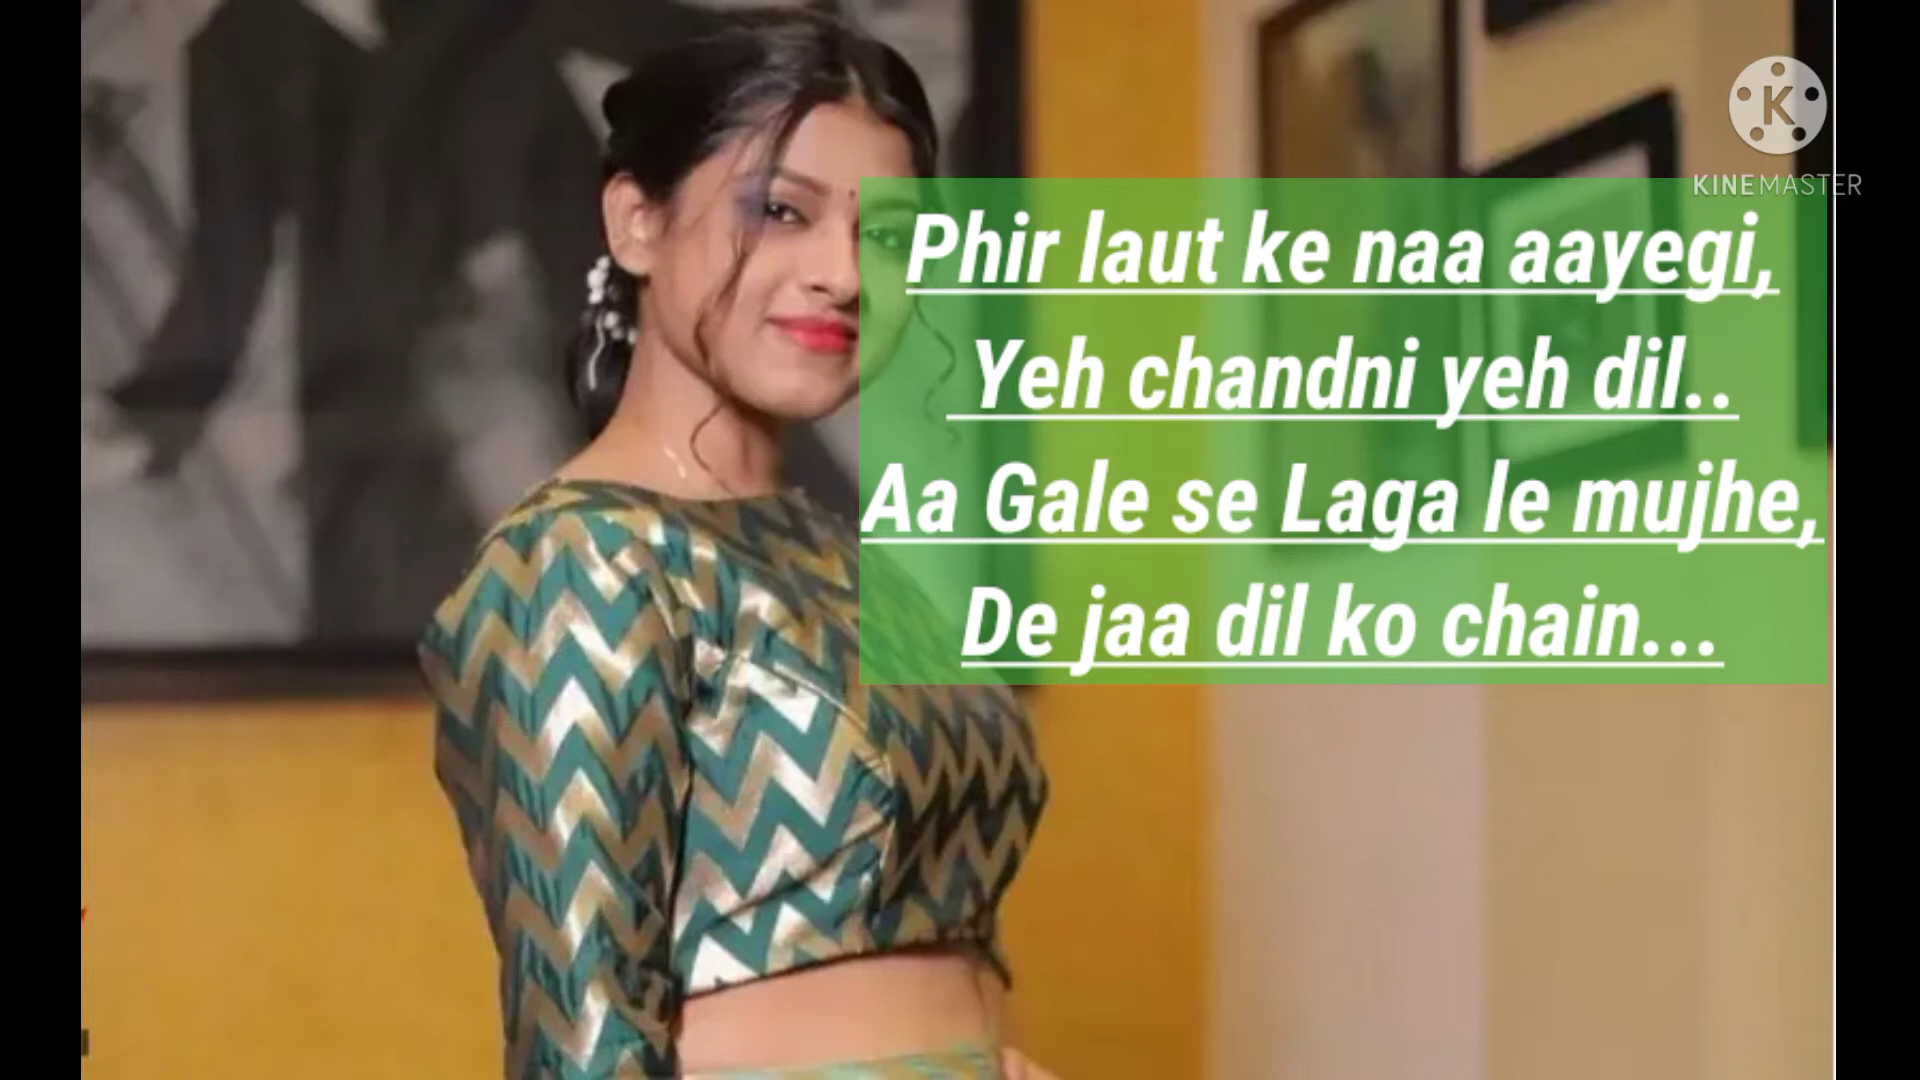 KINEMASTER
Phir laut ke naa aayegi,
Yeh chandni yeh dil..
Aa Gale se Laga le mujhe,
De jaa dil ko chain...